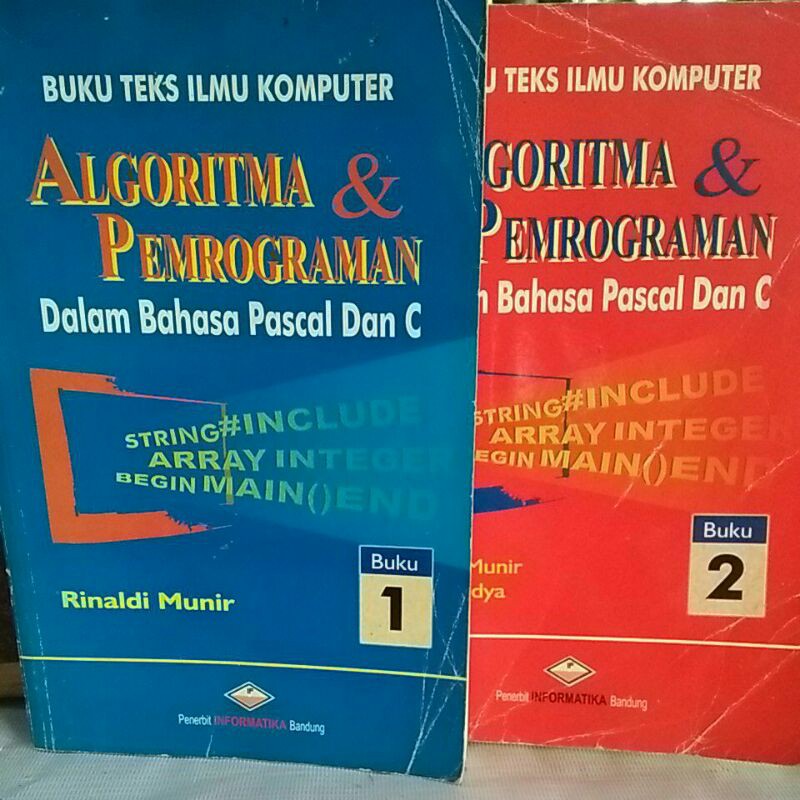 BUKU TEKS ILMU KOMPUTER
ALGORITMA &
PEMROGRAMAN
Dalam Bahasa Pascal Dan C
STRING#INCLUDE
ARRAY INTEGER
BEGIN MAIN()END
Buku
1
Rinaldi Munir
Penerbit INFORMATIKA Bandung
U TEKS ILMU KOMPUTER
GORITMA &
PEMROGRAMAN
m Bahasa Pascal Dan C
STRING#INCLUDE
ARRAY INTEGER
EGIN MAIN()END
Buku
2
Munir
dya
Penerbit INFORMATIKA Bandung